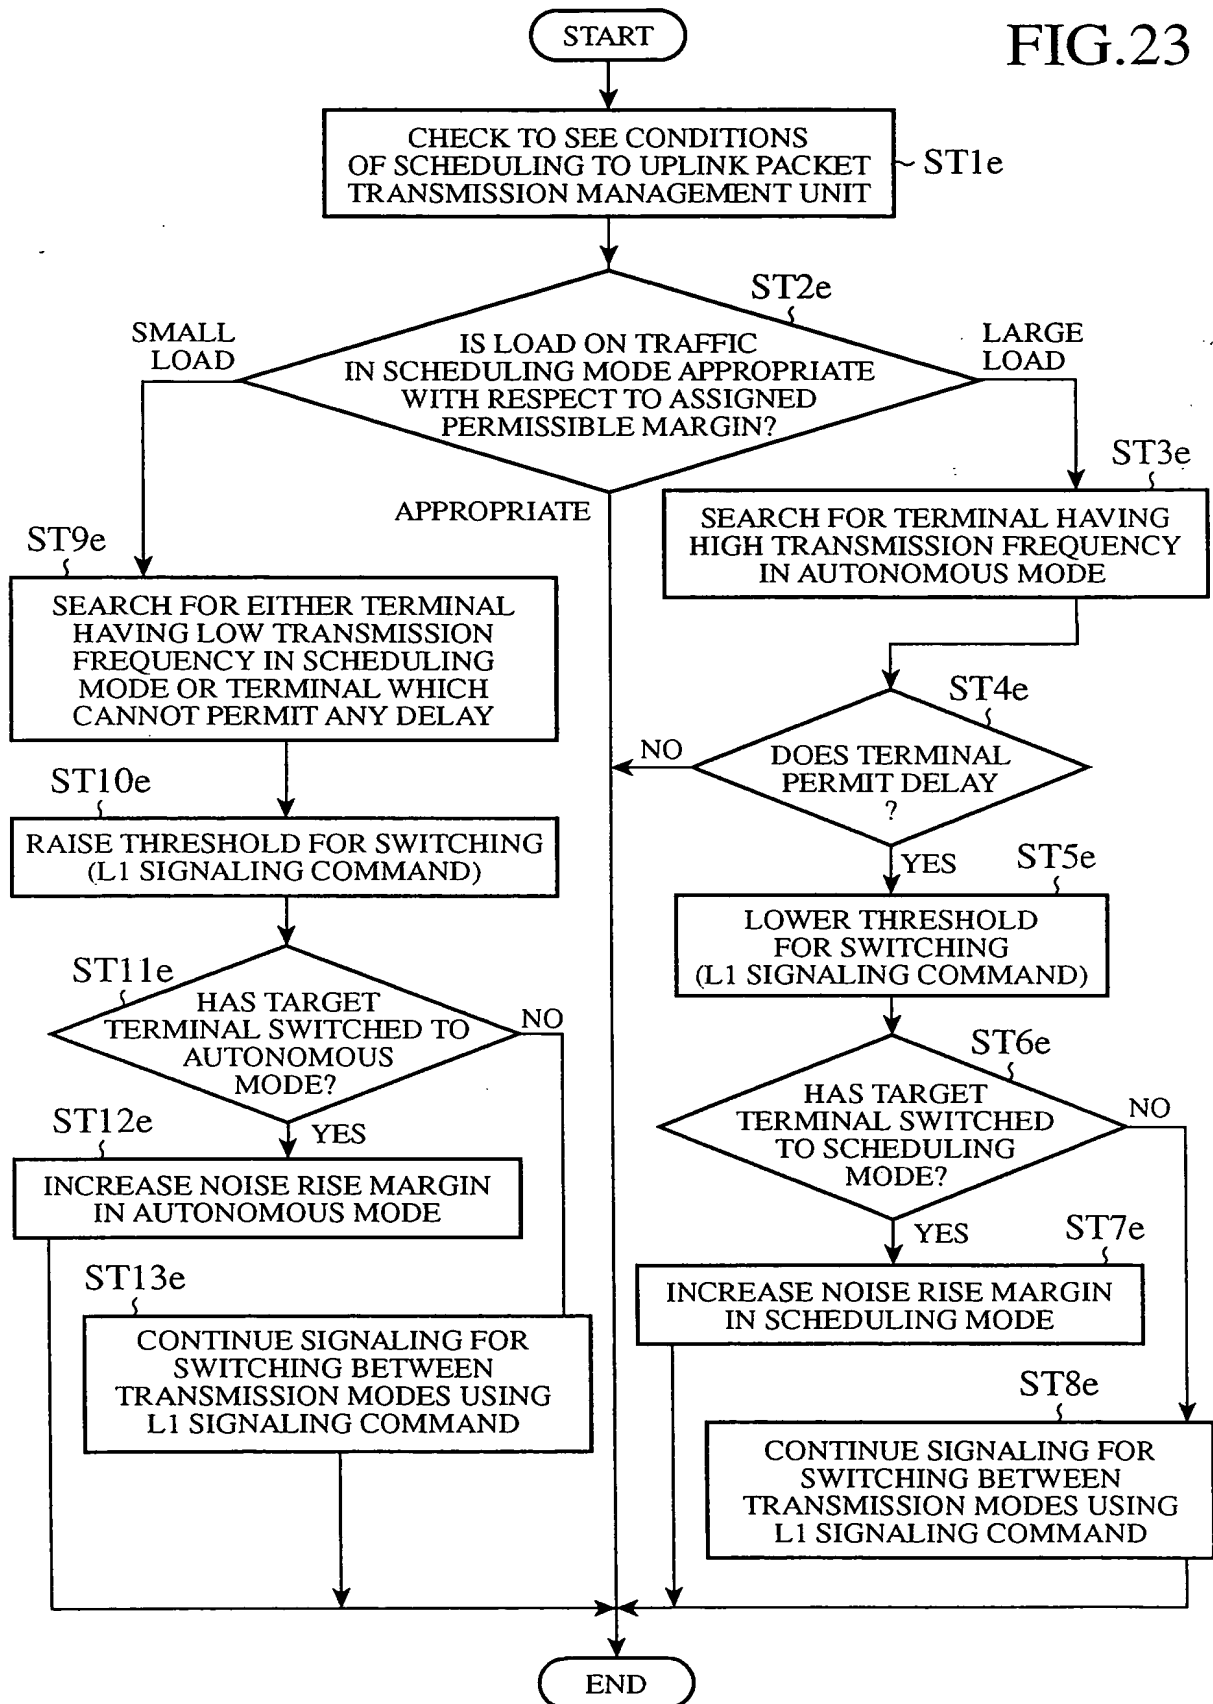 FIG.23
START
CHECK TO SEE CONDITIONS
OF SCHEDULING TO UPLINK PACKET
TRANSMISSION MANAGEMENT UNIT
ST1e
ST2e
IS LOAD ON TRAFFIC
IN SCHEDULING MODE APPROPRIATE
WITH RESPECT TO ASSIGNED
PERMISSIBLE MARGIN?
SMALL
LOAD
LARGE
LOAD
APPROPRIATE
ST3e
SEARCH FOR TERMINAL HAVING
HIGH TRANSMISSION FREQUENCY
IN AUTONOMOUS MODE
ST9e
SEARCH FOR EITHER TERMINAL
HAVING LOW TRANSMISSION
FREQUENCY IN SCHEDULING
MODE OR TERMINAL WHICH
CANNOT PERMIT ANY DELAY
ST4e
DOES TERMINAL
PERMIT DELAY
?
NO
YES
ST10e
RAISE THRESHOLD FOR SWITCHING
(L1 SIGNALING COMMAND)
ST5e
LOWER THRESHOLD
FOR SWITCHING
(L1 SIGNALING COMMAND)
ST11e
HAS TARGET
TERMINAL SWITCHED TO
AUTONOMOUS
MODE?
NO
YES
ST6e
HAS TARGET
TERMINAL SWITCHED
TO SCHEDULING
MODE?
NO
YES
ST12e
INCREASE NOISE RISE MARGIN
IN AUTONOMOUS MODE
ST7e
INCREASE NOISE RISE MARGIN
IN SCHEDULING MODE
ST13e
CONTINUE SIGNALING FOR
SWITCHING BETWEEN
TRANSMISSION MODES USING
L1 SIGNALING COMMAND
ST8e
CONTINUE SIGNALING FOR
SWITCHING BETWEEN
TRANSMISSION MODES USING
L1 SIGNALING COMMAND
END